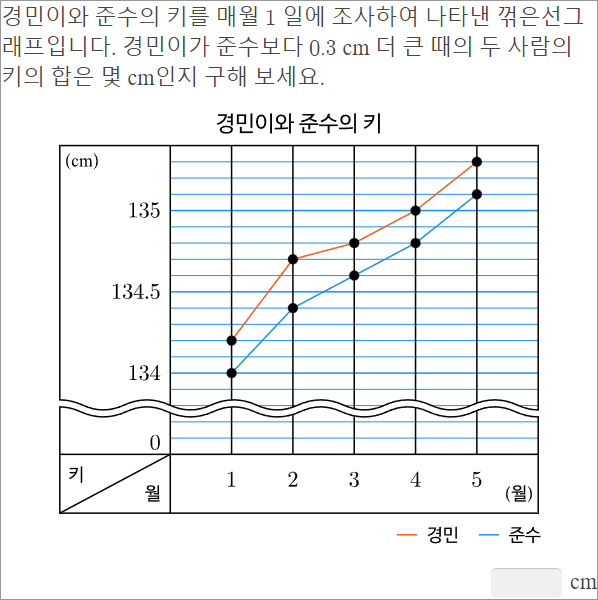 경민이와 준수의 키를 매월 1 일에 조사하여 나타낸 꺾은선그
래프입니다. 경민이가 준수보다 0.3 cm 더 큰 때의 두 사람의
키의 합은 몇 cm인지 구해 보세요.
경민이와 준수의 키
(cm)
135
134.5
134
0
키
월
1 2 3 4 5
(월)
경민 준수
cm